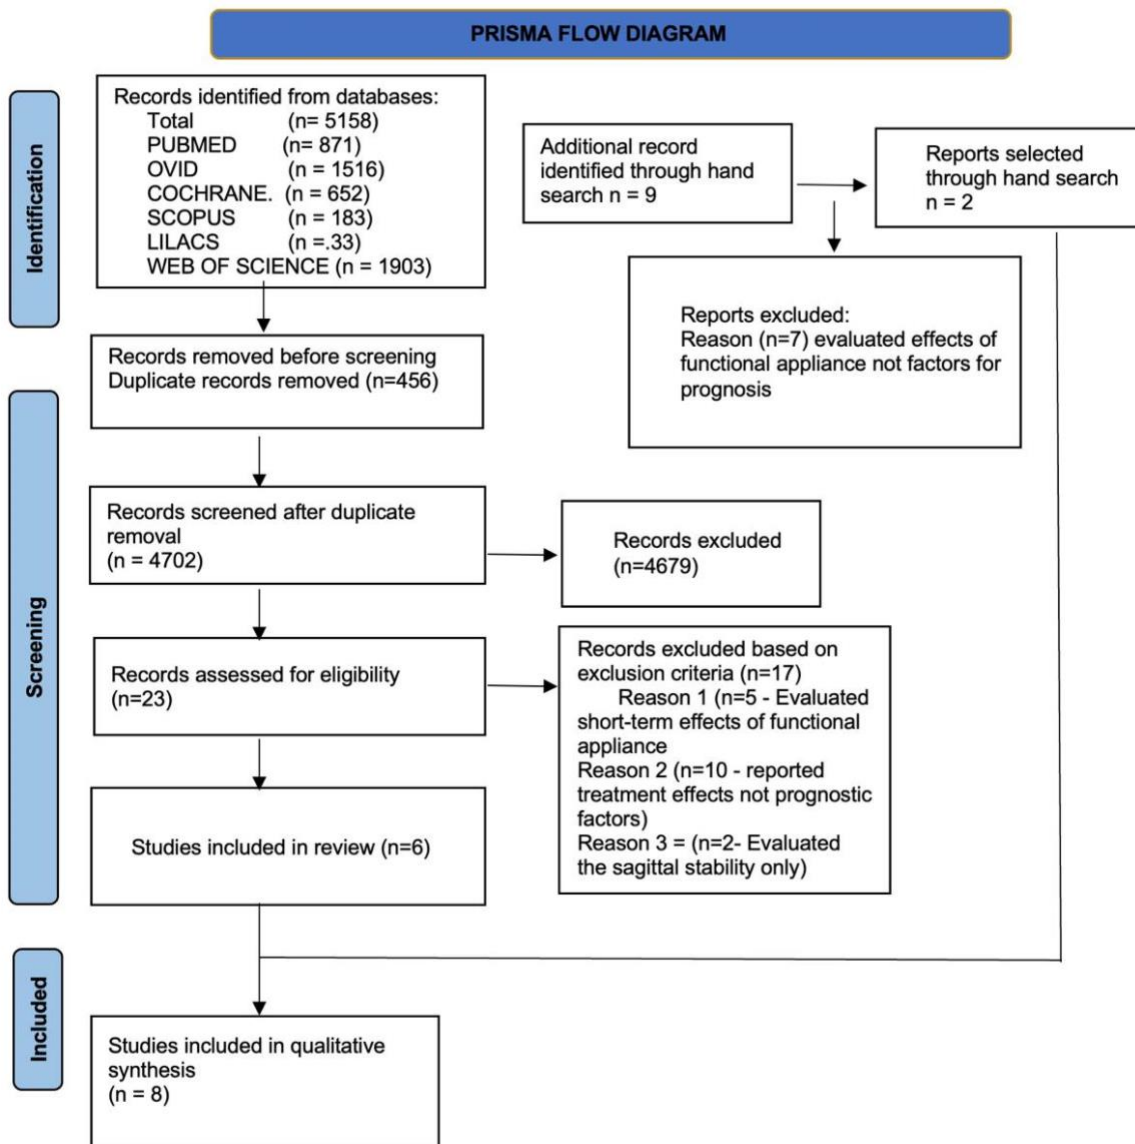 PRISMA FLOW DIAGRAM
Identification
Records identified from databases:
Total (n= 5158)
PUBMED (n= 871)
OVID (n = 1516)
COCHRANE. (n = 652)
SCOPUS (n = 183)
LILACS (n =.33)
WEB OF SCIENCE (n = 1903)
Additional record
identified through hand
search n = 9
Reports selected
through hand search
n = 2
Reports excluded:
Reason (n=7) evaluated effects of
functional appliance not factors for
prognosis
Records removed before screening
Duplicate records removed (n=456)
Screening
Records screened after duplicate
removal
(n = 4702)
Records excluded
(n=4679)
Records assessed for eligibility
(n=23)
Records excluded based on
exclusion criteria (n=17)
Reason 1 (n=5 - Evaluated
short-term effects of functional
appliance
Reason 2 (n=10 - reported
treatment effects not prognostic
factors)
Reason 3 = (n=2- Evaluated
the sagittal stability only)
Studies included in review (n=6)
Included
Studies included in qualitative
synthesis
(n = 8)